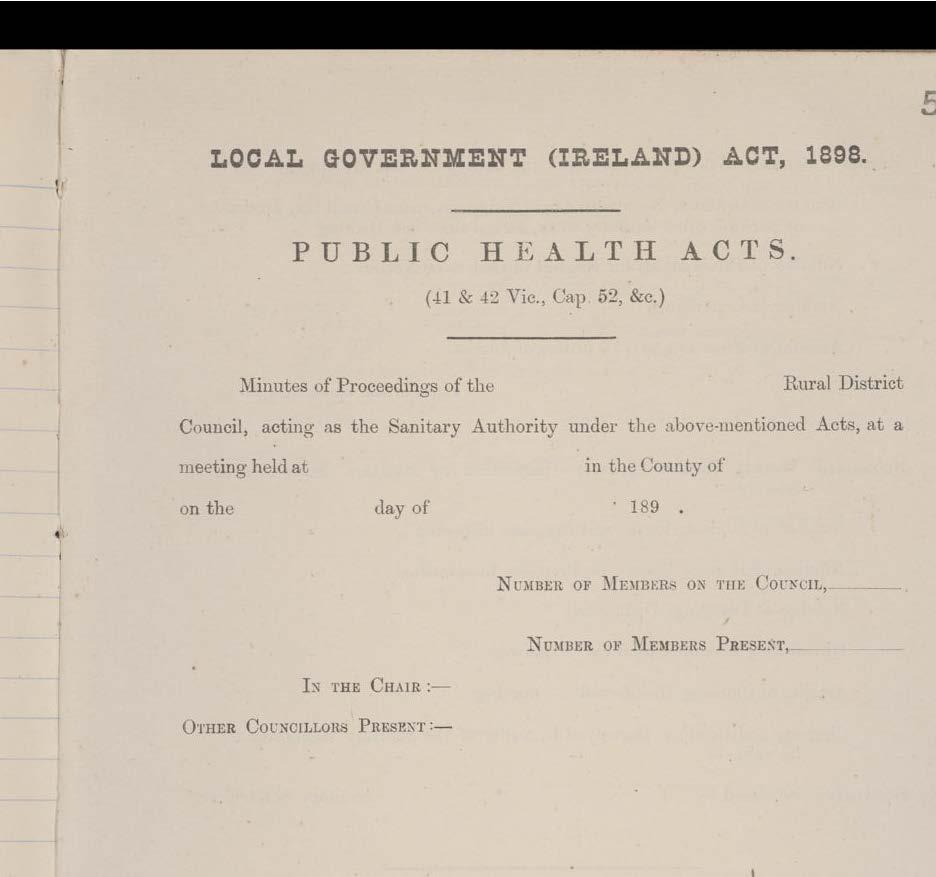 5
LOCAL GOVERNMENT (IRELAND) ACT, 1898.
PUBLIC HEALTH ACTS.
(41 & 42 Vic., Cap. 52, &c.)
Minutes of Proceedings of the Rural District
Council, acting as the Sanitary Authority under the above-mentioned Acts, at a
meeting held at in the County of
on the day of 189 .
NUMBER OF MEMBERS ON THE COUNCIL,
NUMBER OF MEMBERS PRESENT,
IN THE CHAIR :—
OTHER COUNCILLORS PRESENT :—